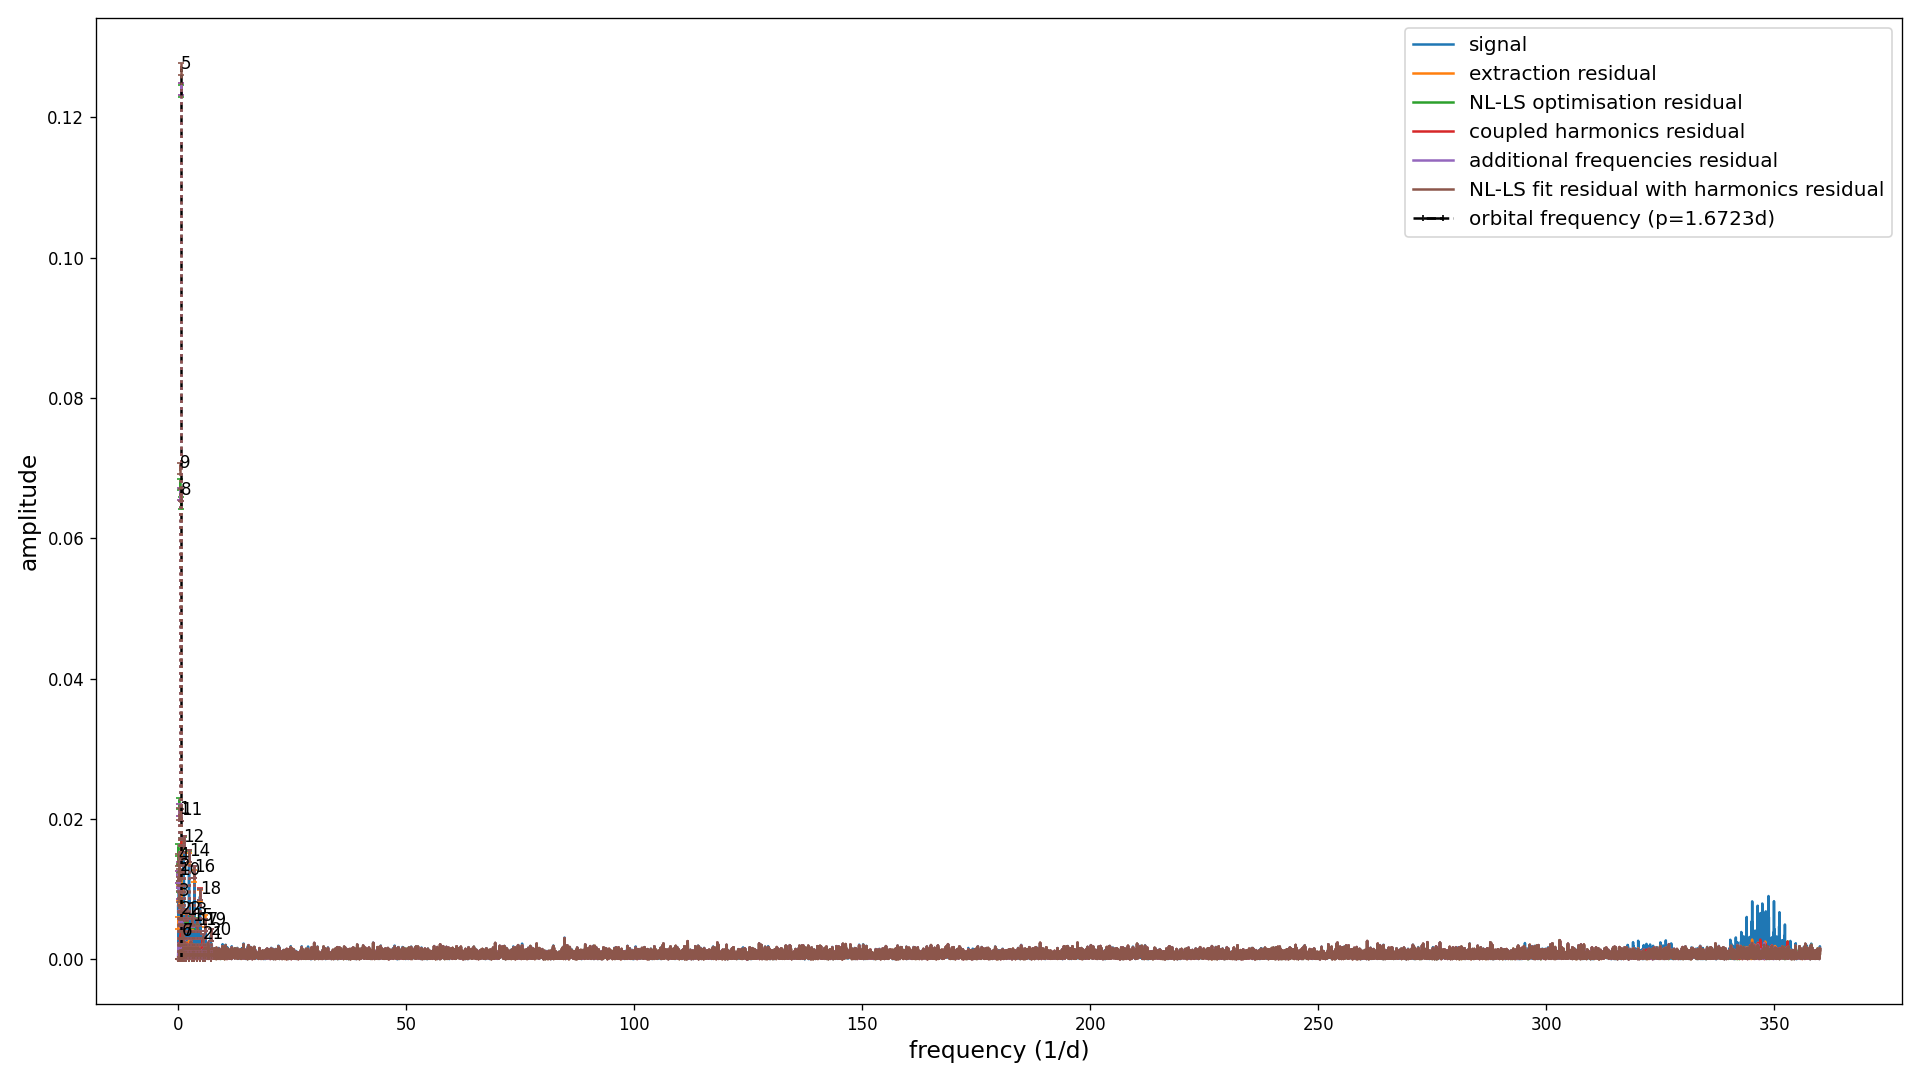 signal
extraction residual
NL-LS optimisation residual
coupled harmonics residual
additional frequencies residual
NL-LS fit residual with harmonics residual
orbital frequency (p=1.6723d)
amplitude
0.12
0.10
0.08
0.06
0.04
0.02
0.00
5
9
8
11
12
14
16
18
20
21
0
50
100
150
200
250
300
350
frequency (1/d)